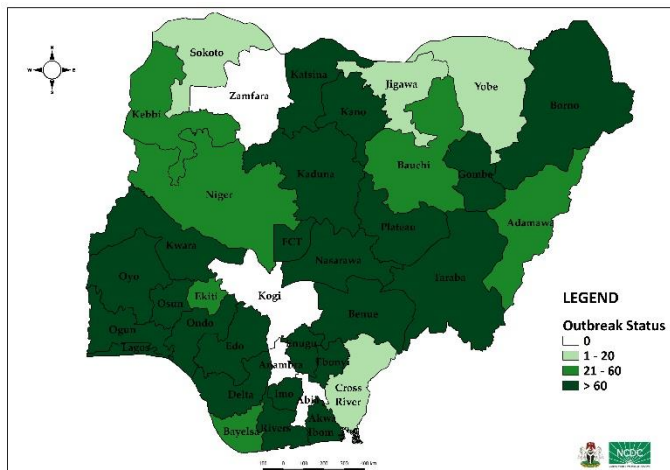 Sokoto
Katsina
Jigawa
Yobe
Borno
Zamfara
Kano
Kebbi
Bauchi
Gombe
Kaduna
Niger
Adamawa
Plateau
FCT
Kwara
Nasarawa
Taraba
Oyo
Kogi
Ekiti
Benue
Osun
Ondo
Ogun
Lagos
Edo
Enugu
Anambra
Ebonyi
Cross
River
Delta
Imo
Abia
Akwa
Ibom
Bayelsa
Rivers
LEGEND
Outbreak Status
0
1 - 20
21 - 60
> 60
NCDC